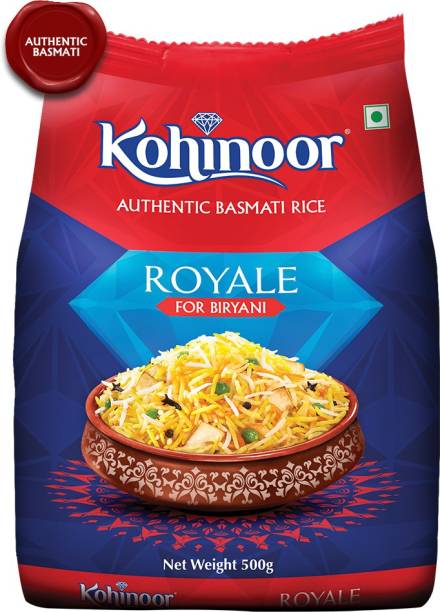 AUTHENTIC
BASMATI
Kohinoor®
AUTHENTIC BASMATI RICE
ROYALE
FOR BIRYANI
Net Weight 500g
Kohinoor
ROYALE